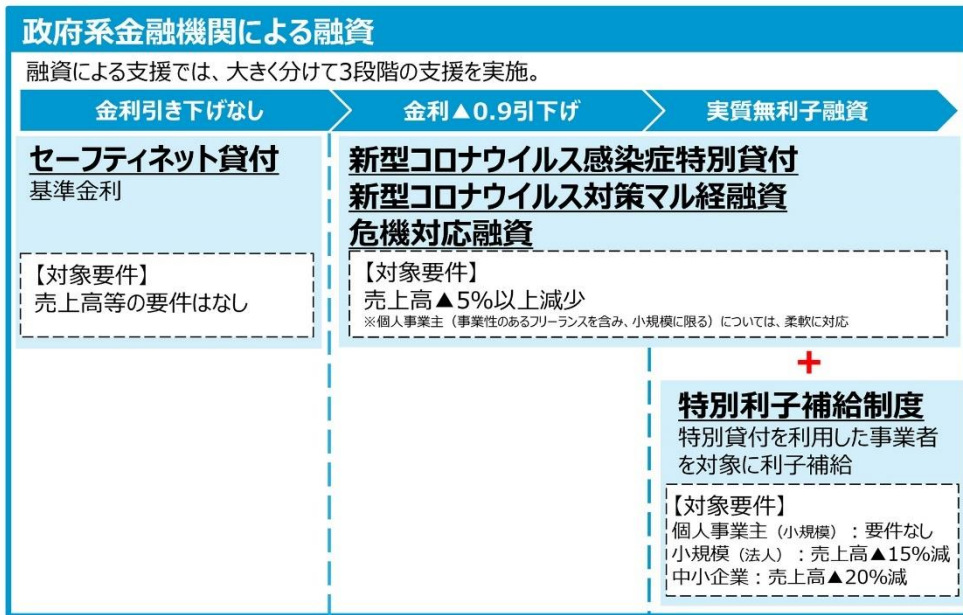 政府系金融機関による融資
融資による支援では、大きく分けて3段階の支援を実施。
金利引き下げなし
金利▲0.9引下げ
実質無利子融資
セーフティネット貸付
基準金利
【対象要件】
売上高等の要件はなし
新型コロナウイルス感染症特別貸付
新型コロナウイルス対策マル経融資
危機対応融資
【対象要件】
売上高▲5%以上減少
※個人事業主（事業性のあるフリーランスを含み、小規模に限る）については、柔軟に対応
+
特別利子補給制度
特別貸付を利用した事業者
を対象に利子補給
【対象要件】
個人事業主（小規模）：要件なし
小規模（法人）：売上高▲15%減
中小企業：売上高▲20%減